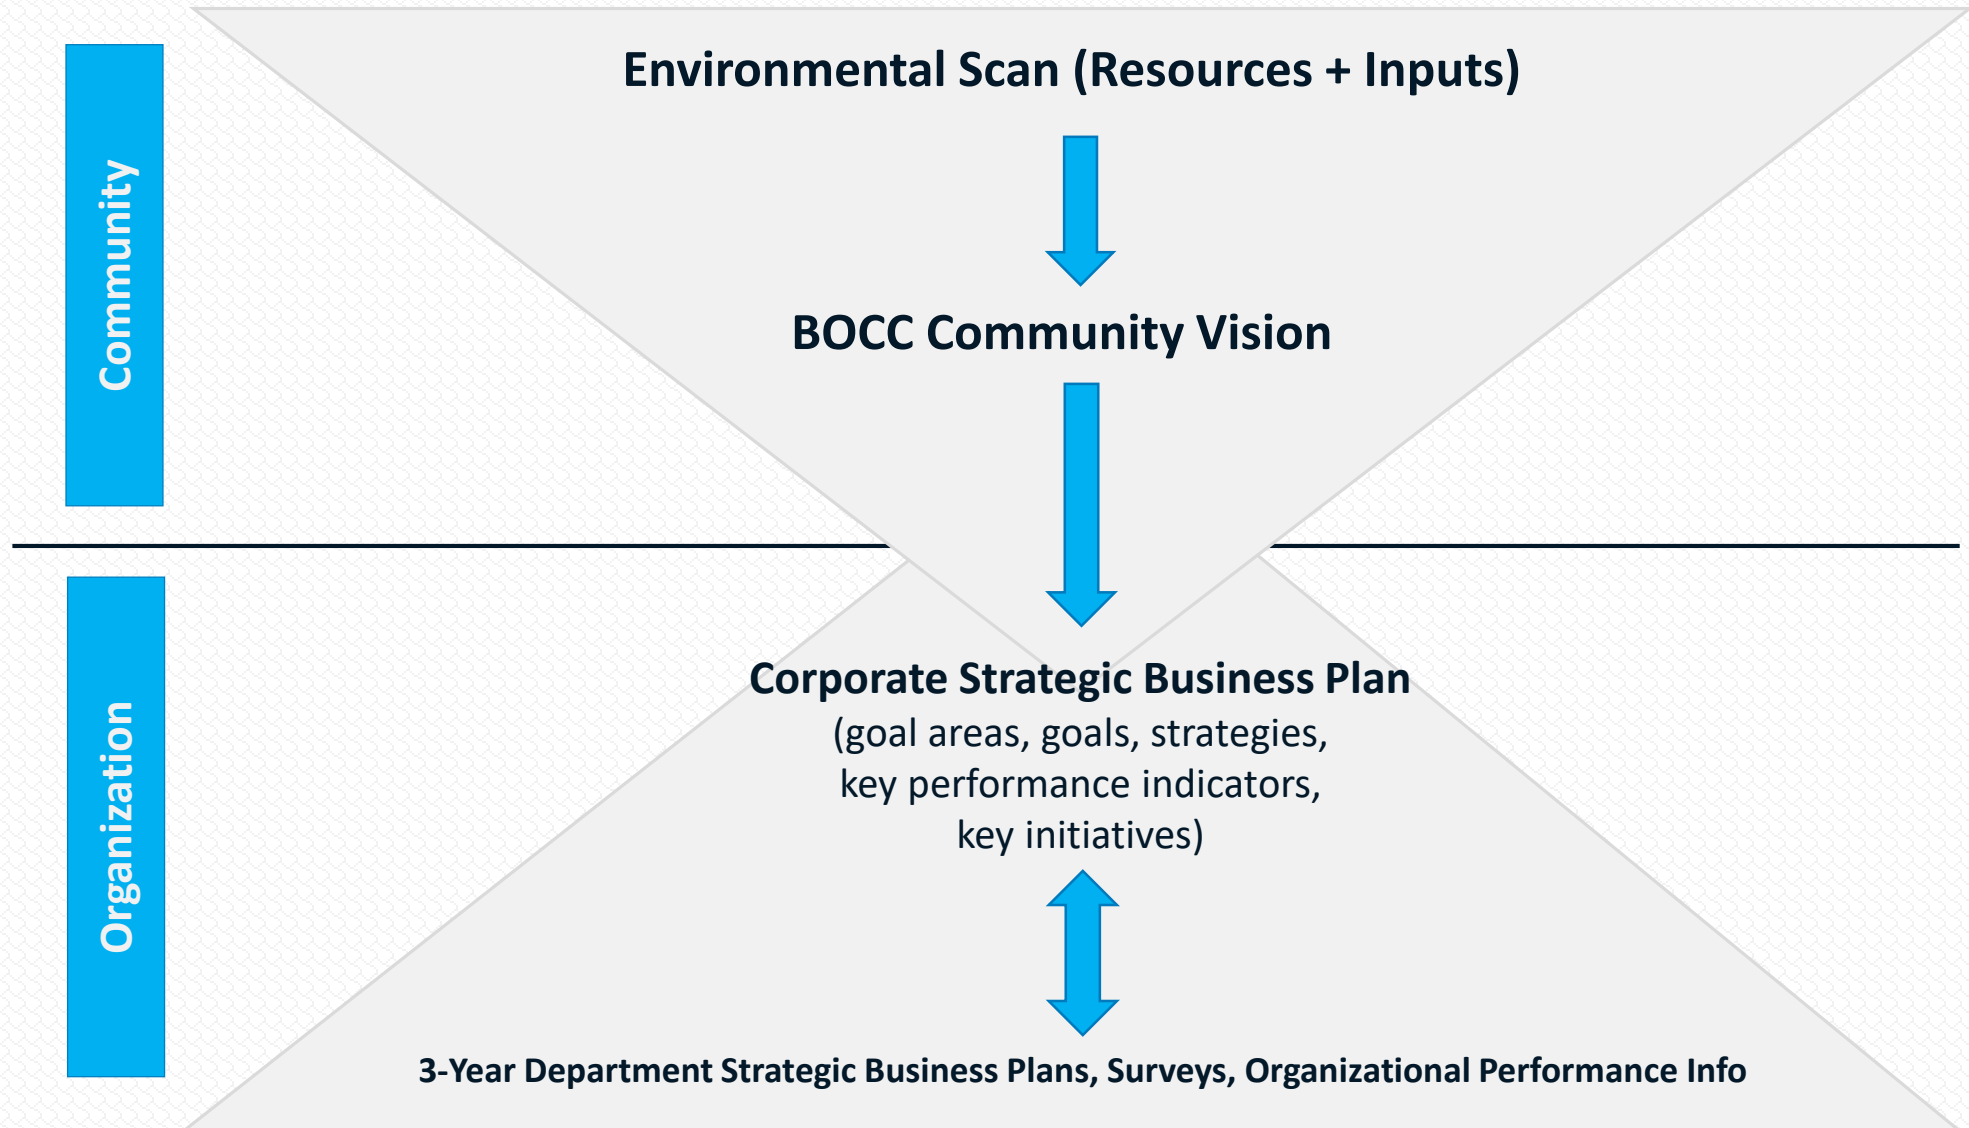 Community
Environmental Scan (Resources + Inputs)
BOCC Community Vision
Organization
Corporate Strategic Business Plan
(goal areas, goals, strategies,
key performance indicators,
key initiatives)
3-Year Department Strategic Business Plans, Surveys, Organizational Performance Info